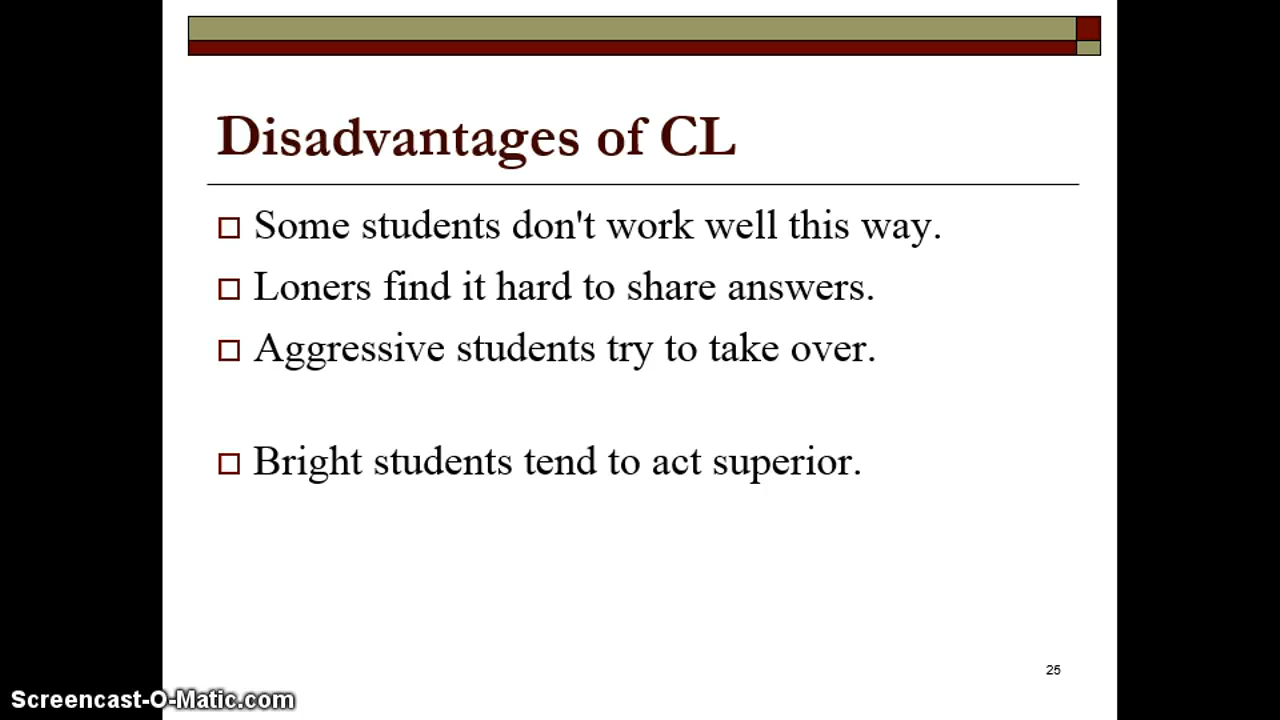 Disadvantages of CL
Some students don't work well this way.
Loners find it hard to share answers.
Aggressive students try to take over.
Bright students tend to act superior.
25
Screencast-O-Matic.com